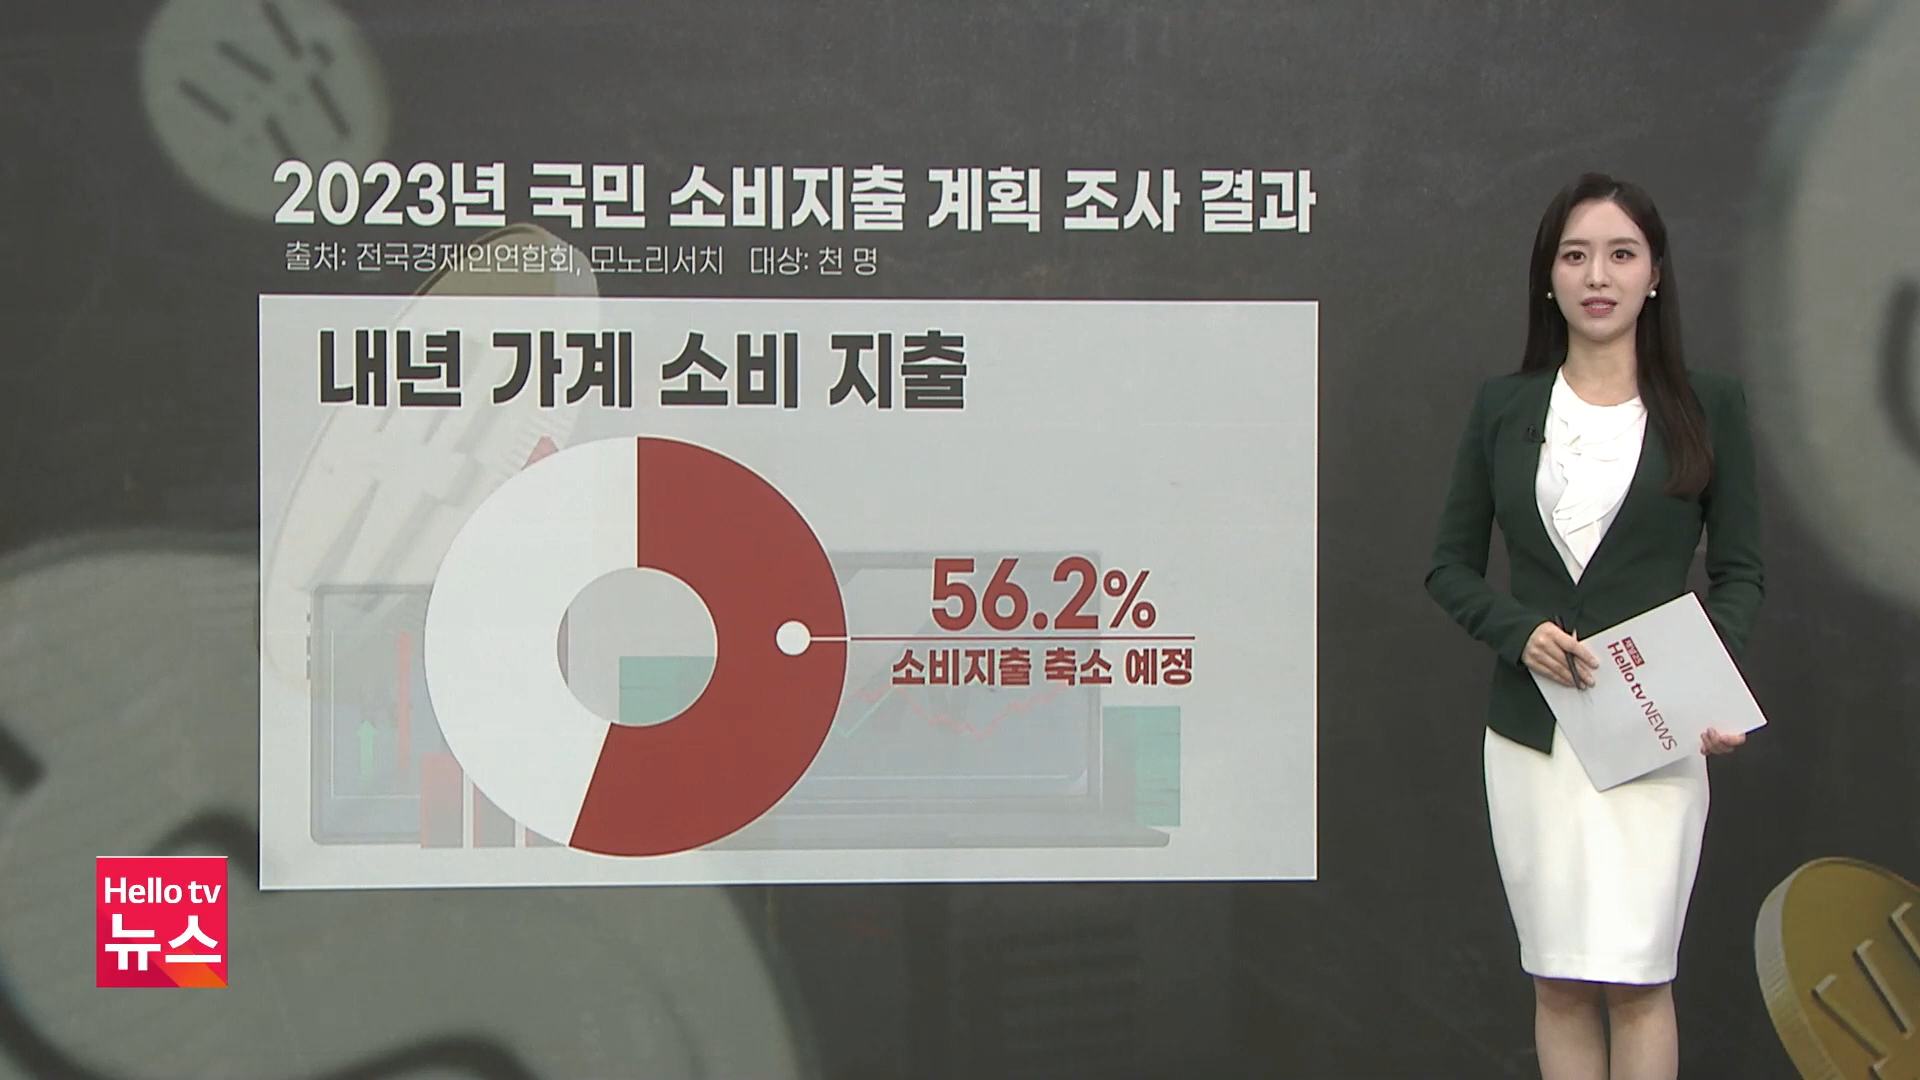 2023년 국민 소비지출 계획 조사 결과
출처: 전국경제인연합회, 모노리서치 대상: 천 명
내년 가계 소비 지출
56.2%
소비지출 축소 예정
Hello tv NEWS
Hello tv
뉴스